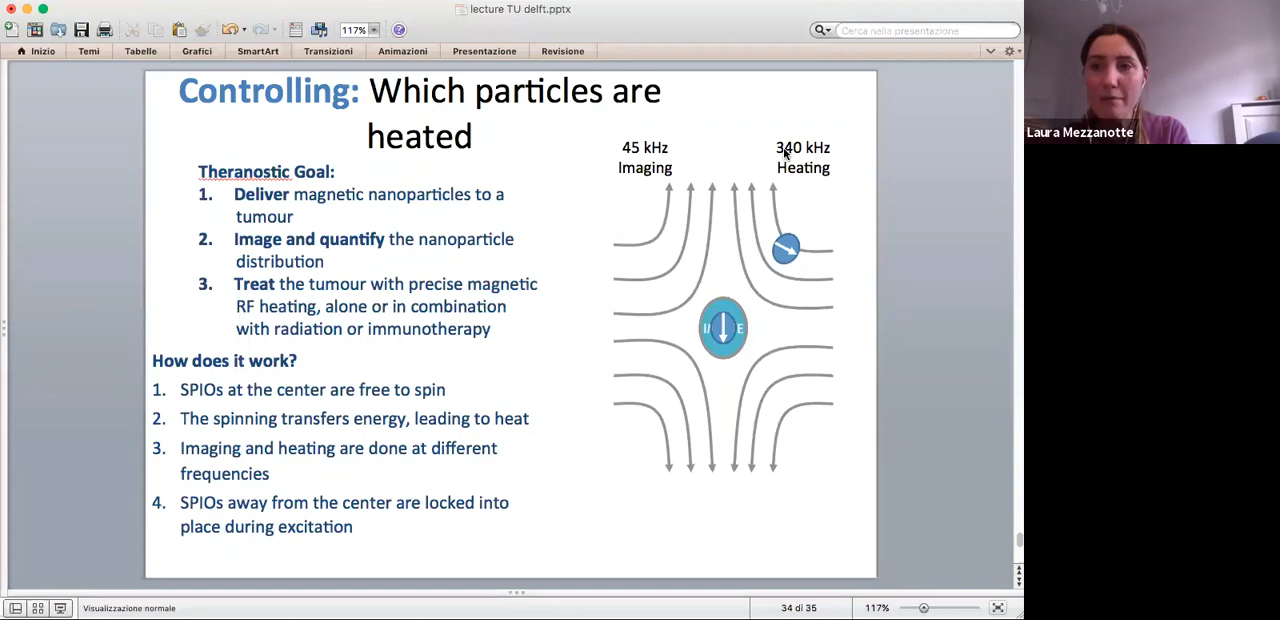 lecture TU delft.pptx
117%
Cerca nella presentazione
Inizio Temi Tabelle Grafici SmartArt Transizioni Animazioni Presentazione Revisione
Controlling: Which particles are
heated
Theranostic Goal:
1. Deliver magnetic nanoparticles to a
tumour
2. Image and quantify the nanoparticle
distribution
3. Treat the tumour with precise magnetic
RF heating, alone or in combination
with radiation or immunotherapy
How does it work?
1. SPIOs at the center are free to spin
2. The spinning transfers energy, leading to heat
3. Imaging and heating are done at different
frequencies
4. SPIOs away from the center are locked into
place during excitation
45 kHz
Imaging
340 kHz
Heating
Laura Mezzanotte
Visualizzazione normale
34 di 35
117%